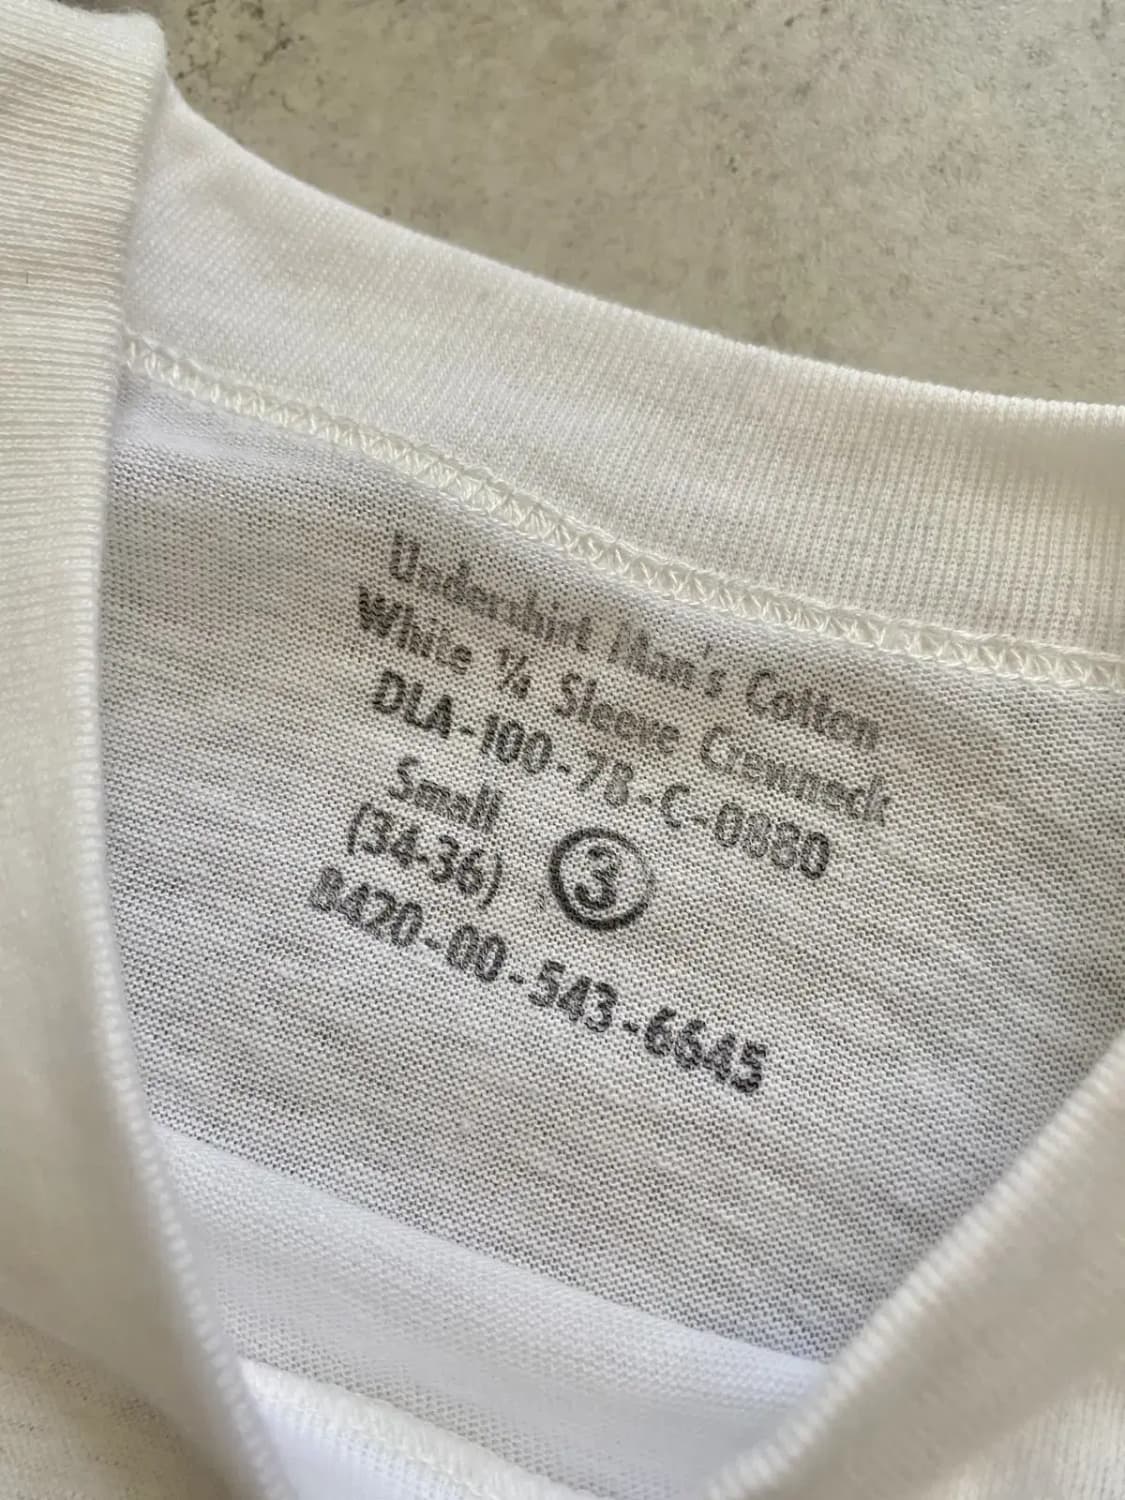 Undershirt Man's Cotton
White ¼ Sleeve Crewneck
DLA-100-78-C-0880
Small
(34-36)
3
8420-00-543-6645